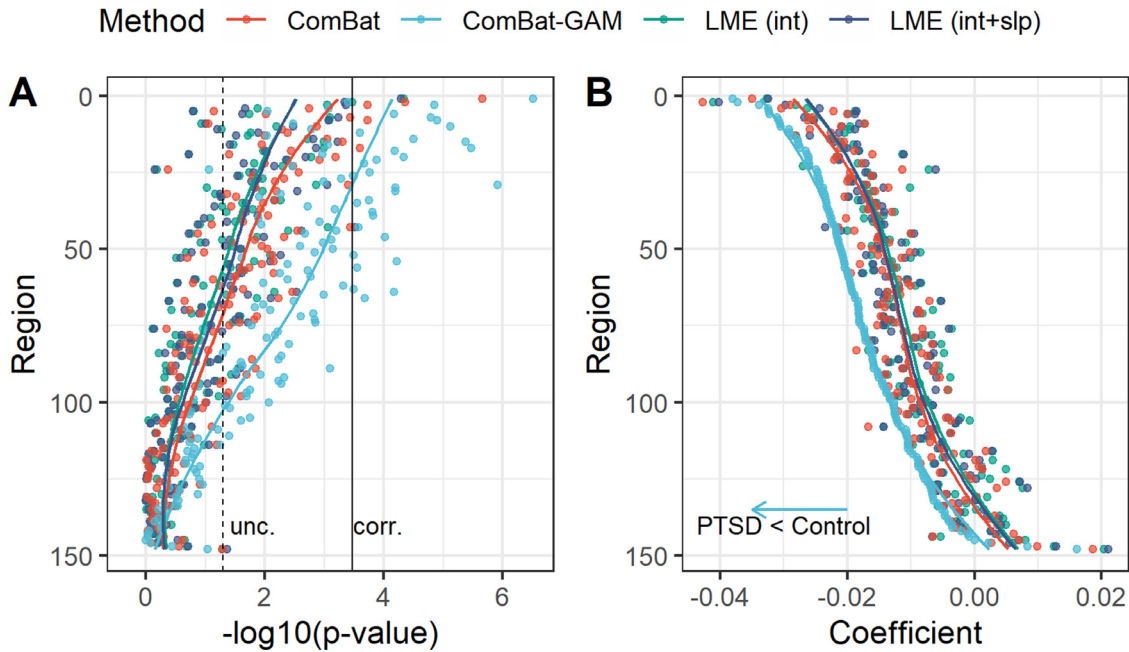 Method ComBat ComBat-GAM LME (int) LME (int+slp)
A
0
50
100
150
Region
unc.
corr.
0 2 4 6
-log10(p-value)
B
0
50
100
150
Region
PTSD < Control
-0.04 -0.02 0.00 0.02
Coefficient